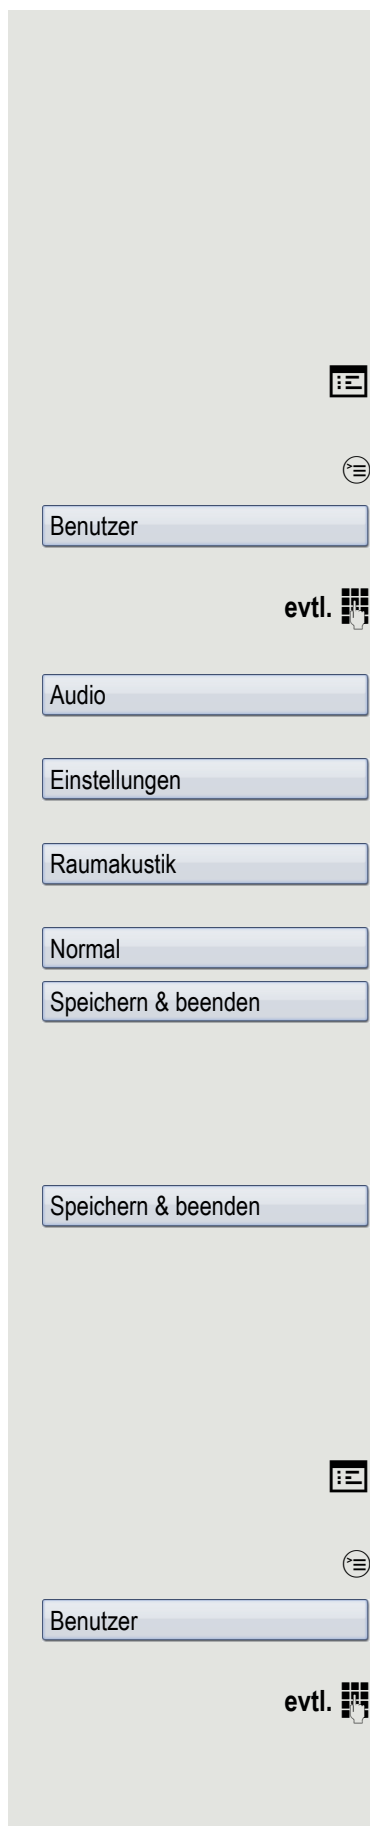 Benutzer
evtl.
Audio
Einstellungen
Raumakustik
Normal
Speichern & beenden
Speichern & beenden
Benutzer
evtl.